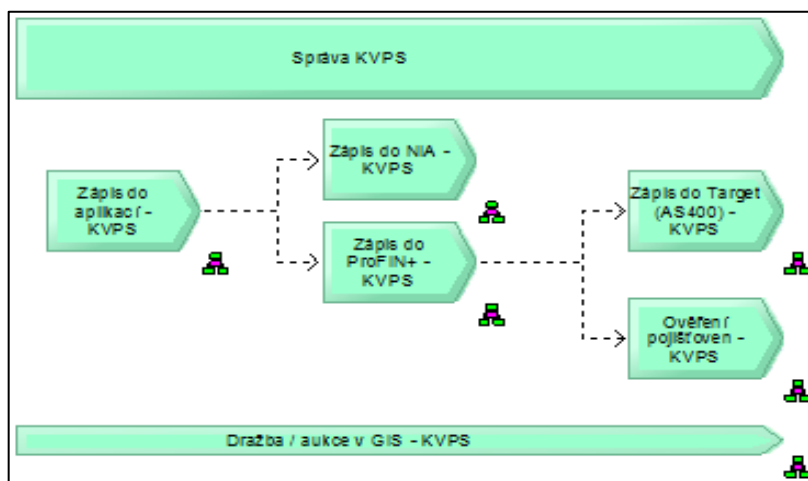 Správa KVPS
Zápis do NIA –
KVPS
Zápis do
aplikací –
KVPS
Zápis do Target
(AS400) –
KVPS
Zápis do
ProFIN+ –
KVPS
Ověření
pojišťoven –
KVPS
Dražba / aukce v GIS - KVPS